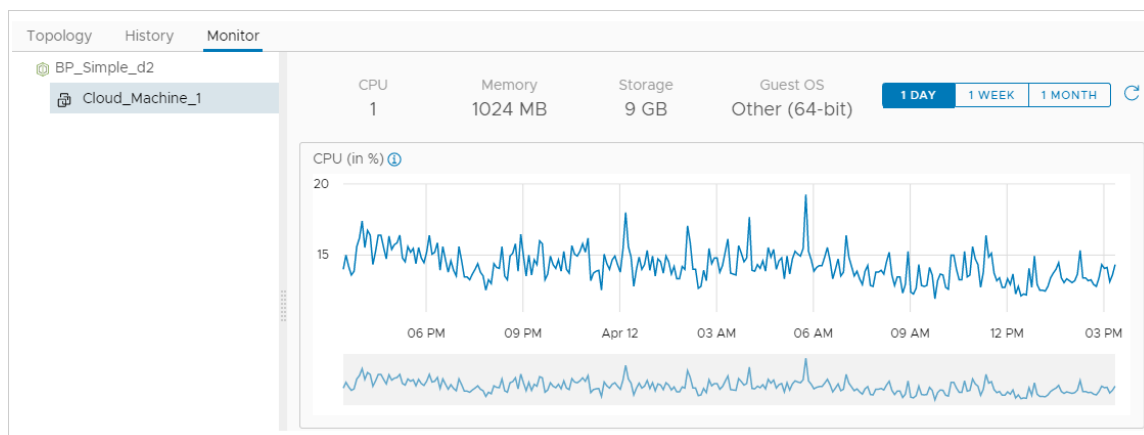 Topology History Monitor
BP_Simple_d2
Cloud_Machine_1
CPU Memory Storage Guest OS
1 1024 MB 9 GB Other (64-bit)
1 DAY 1 WEEK 1 MONTH
CPU (in %)
20
15
06 PM 09 PM Apr 12 03 AM 06 AM 09 AM 12 PM 03 PM